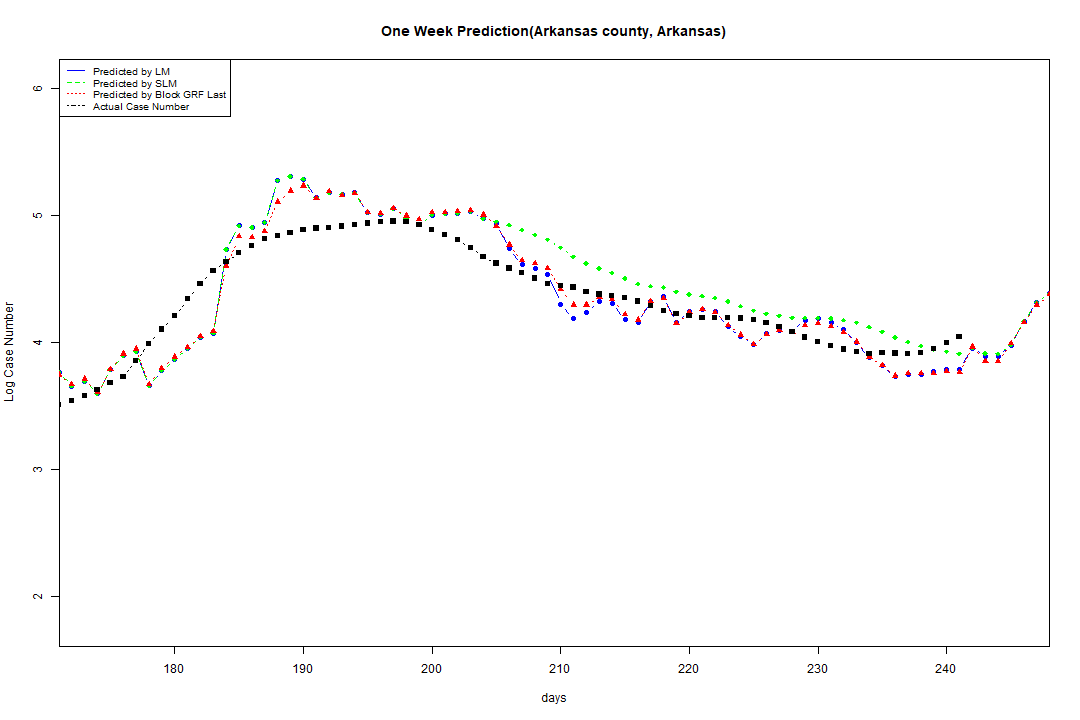 One Week Prediction(Arkansas county, Arkansas)
Predicted by LM
Predicted by SLM
Predicted by Block GRF Last
Actual Case Number
6
5
4
3
2
Log Case Number
180 190 200 210 220 230 240
days